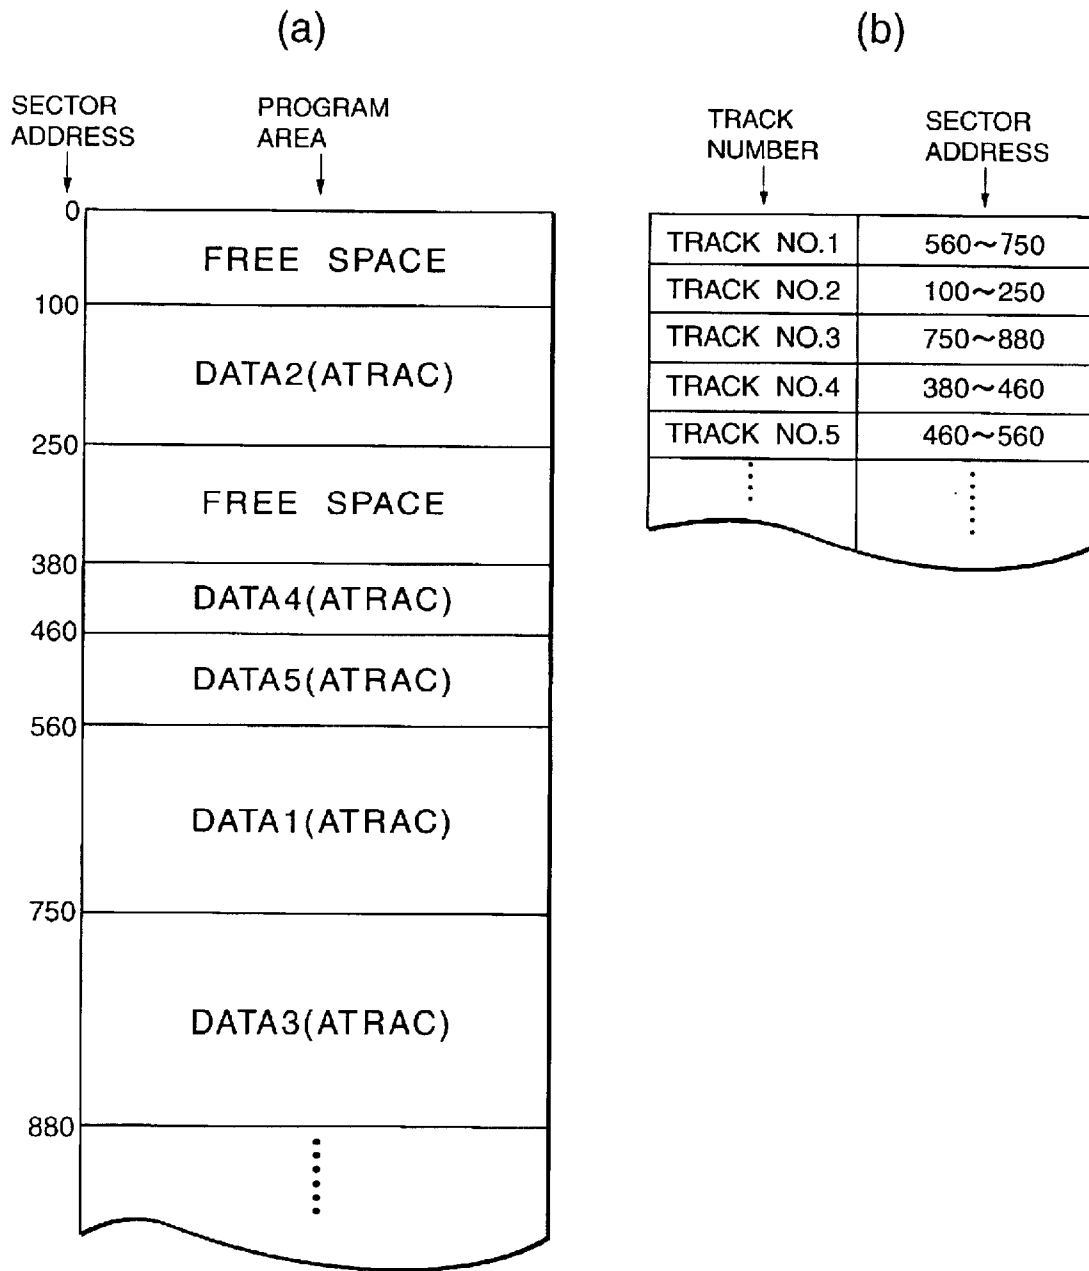 (a)
SECTOR
ADDRESS
PROGRAM
AREA
0
FREE SPACE
100
DATA2(ATRAC)
250
FREE SPACE
380
DATA4(ATRAC)
460
DATA5(ATRAC)
560
DATA1(ATRAC)
750
DATA3(ATRAC)
880
(b)
TRACK
NUMBER
SECTOR
ADDRESS
TRACK NO.1 560~750
TRACK NO.2 100~250
TRACK NO.3 750~880
TRACK NO.4 380~460
TRACK NO.5 460~560